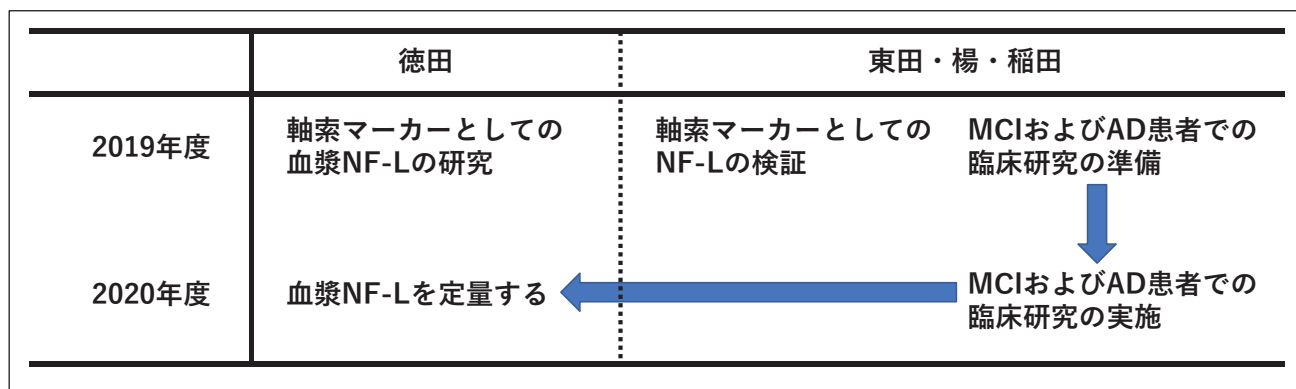 徳田
東田・楊・稲田
2019年度
軸索マーカーとしての
血漿NF-Lの研究
軸索マーカーとしての
NF-Lの検証
MCIおよびAD患者での
臨床研究の準備
2020年度
血漿NF-Lを定量する
MCIおよびAD患者での
臨床研究の実施